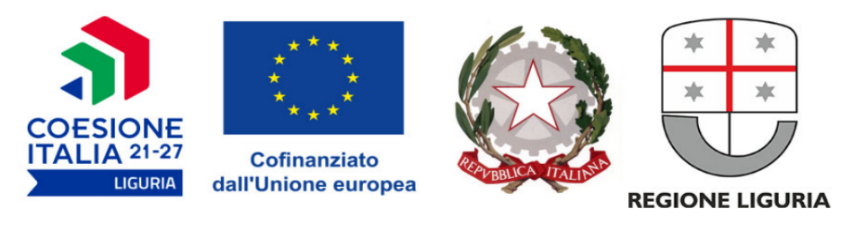 COESIONE
ITALIA 21-27
LIGURIA
Cofinanziato
dall'Unione europea
REPVBBLICA ITALIANA
REGIONE LIGURIA